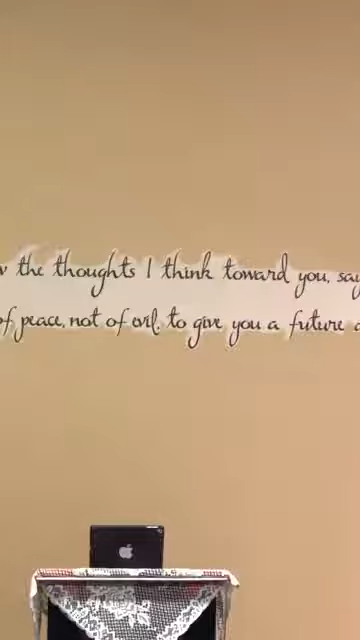 the thoughts I think toward you, say
of peace, not of evil, to give you a future